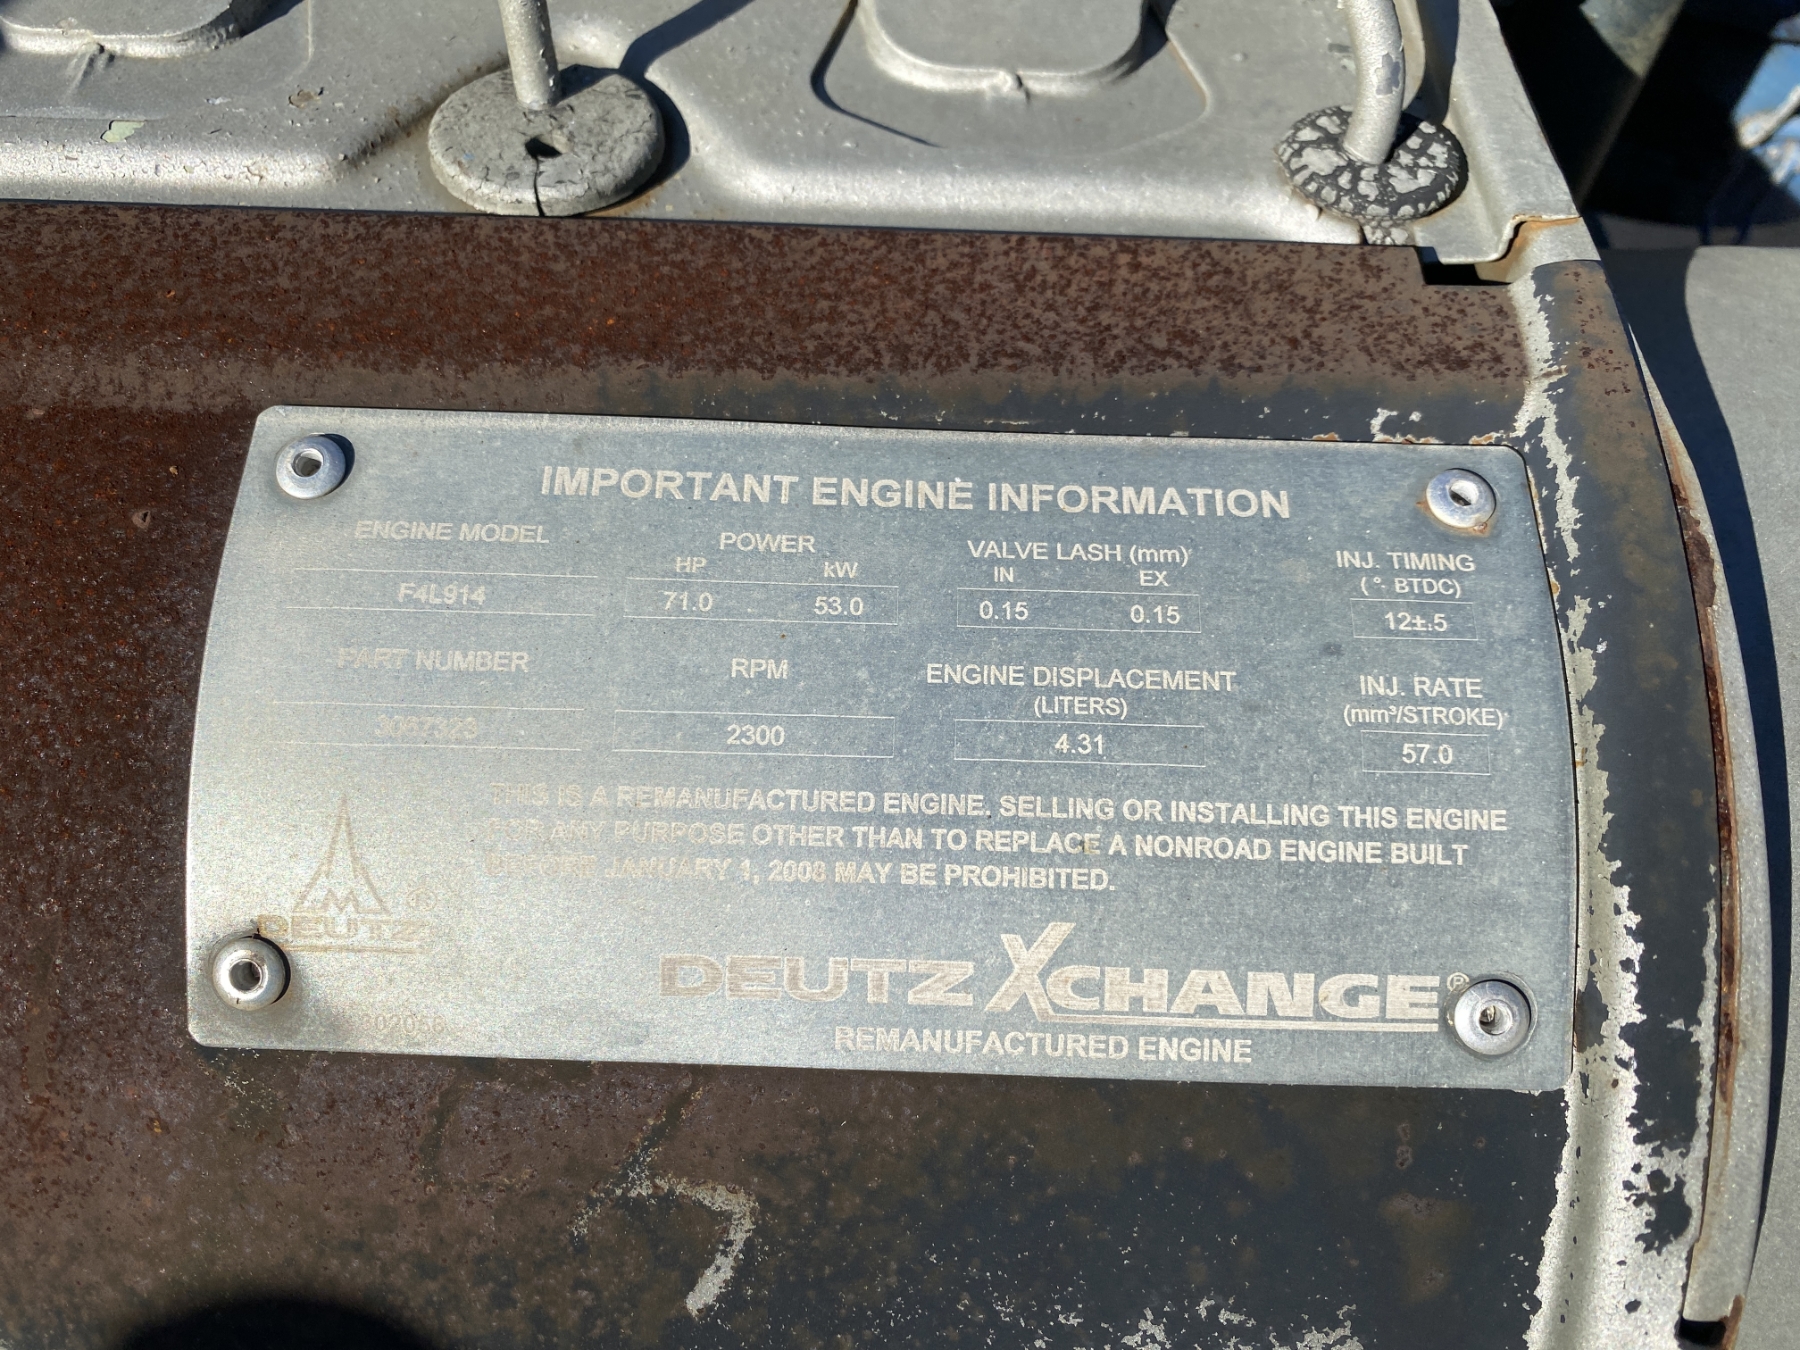 IMPORTANT ENGINE INFORMATION
ENGINE MODEL
F4L914
POWER
HP kW
71.0 53.0
VALVE LASH (mm)
IN EX
0.15 0.15
INJ. TIMING
(°- BTDC)
12±.5
PART NUMBER
RPM
2300
ENGINE DISPLACEMENT
(LITERS)
4.31
INJ. RATE
(mm³/STROKE)
57.0
THIS IS A REMANUFACTURED ENGINE. SELLING OR INSTALLING THIS ENGINE
FOR ANY PURPOSE OTHER THAN TO REPLACE A NONROAD ENGINE BUILT
BEFORE JANUARY 1, 2008 MAY BE PROHIBITED.
DEUTZ ®
DEUTZ XCHANGE®
REMANUFACTURED ENGINE